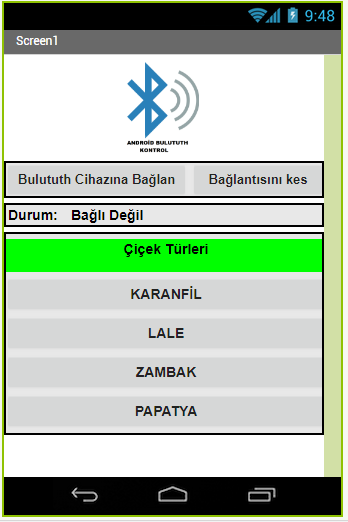 9:48
Screen1
ANDROİD BULUTUTH
KONTROL
Bulututh Cihazına Bağlan Bağlantısını kes
Durum: Bağlı Değil
Çiçek Türleri
KARANFİL
LALE
ZAMBAK
PAPATYA